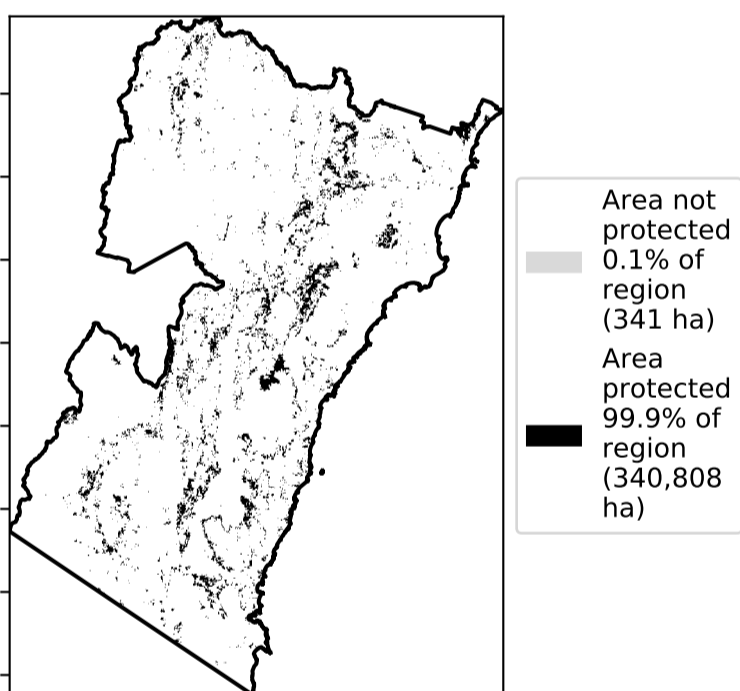 Area not
protected
0.1% of
region
(341 ha)
Area
protected
99.9% of
region
(340,808
ha)